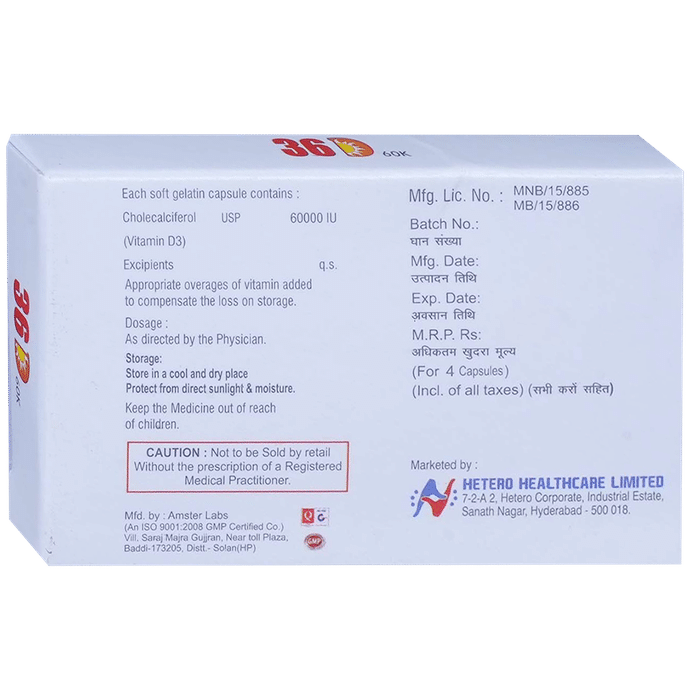 36D 60K
Each soft gelatin capsule contains :
Cholecalciferol USP 60000 IU
(Vitamin D3)
Excipients q.s.
Appropriate overages of vitamin added
to compensate the loss on storage.
Dosage :
As directed by the Physician.
Storage:
Store in a cool and dry place
Protect from direct sunlight & moisture.
Keep the Medicine out of reach
of children.
CAUTION : Not to be Sold by retail
Without the prescription of a Registered
Medical Practitioner.
Mfd. by : Amster Labs
(An ISO 9001:2008 GMP Certified Co.)
Vill. Saraj Majra Gujjran, Near toll Plaza,
Baddi-173205, Distt.- Solan(HP)
Q C
GMP
Mfg. Lic. No. : MNB/15/885
MB/15/886
Batch No.:
घान संख्या
Mfg. Date:
उत्पादन तिथि
Exp. Date:
अवसान तिथि
M.R.P. Rs:
अधिकतम खुदरा मूल्य
(For 4 Capsules)
(Incl. of all taxes) (सभी करों सहित)
Marketed by :
HETERO HEALTHCARE LIMITED
7-2-A 2, Hetero Corporate, Industrial Estate,
Sanath Nagar, Hyderabad - 500 018.
36D 60K